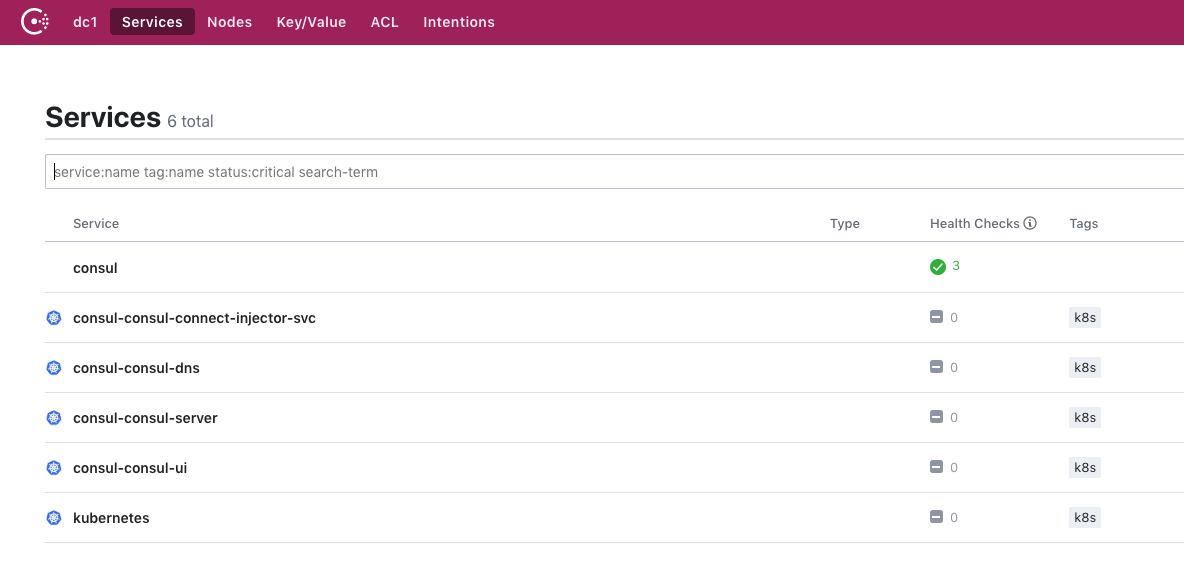 dc1 Services Nodes Key/Value ACL Intentions
Services 6 total
service:name tag:name status:critical search-term
Service Type Health Checks Tags
consul 3
consul-consul-connect-injector-svc 0 k8s
consul-consul-dns 0 k8s
consul-consul-server 0 k8s
consul-consul-ui 0 k8s
kubernetes 0 k8s